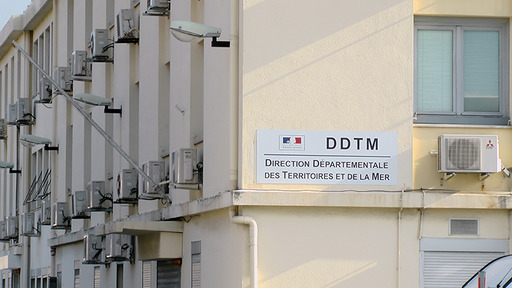 DDTM
DIRECTION DÉPARTEMENTALE
DES TERRITOIRES ET DE LA MER